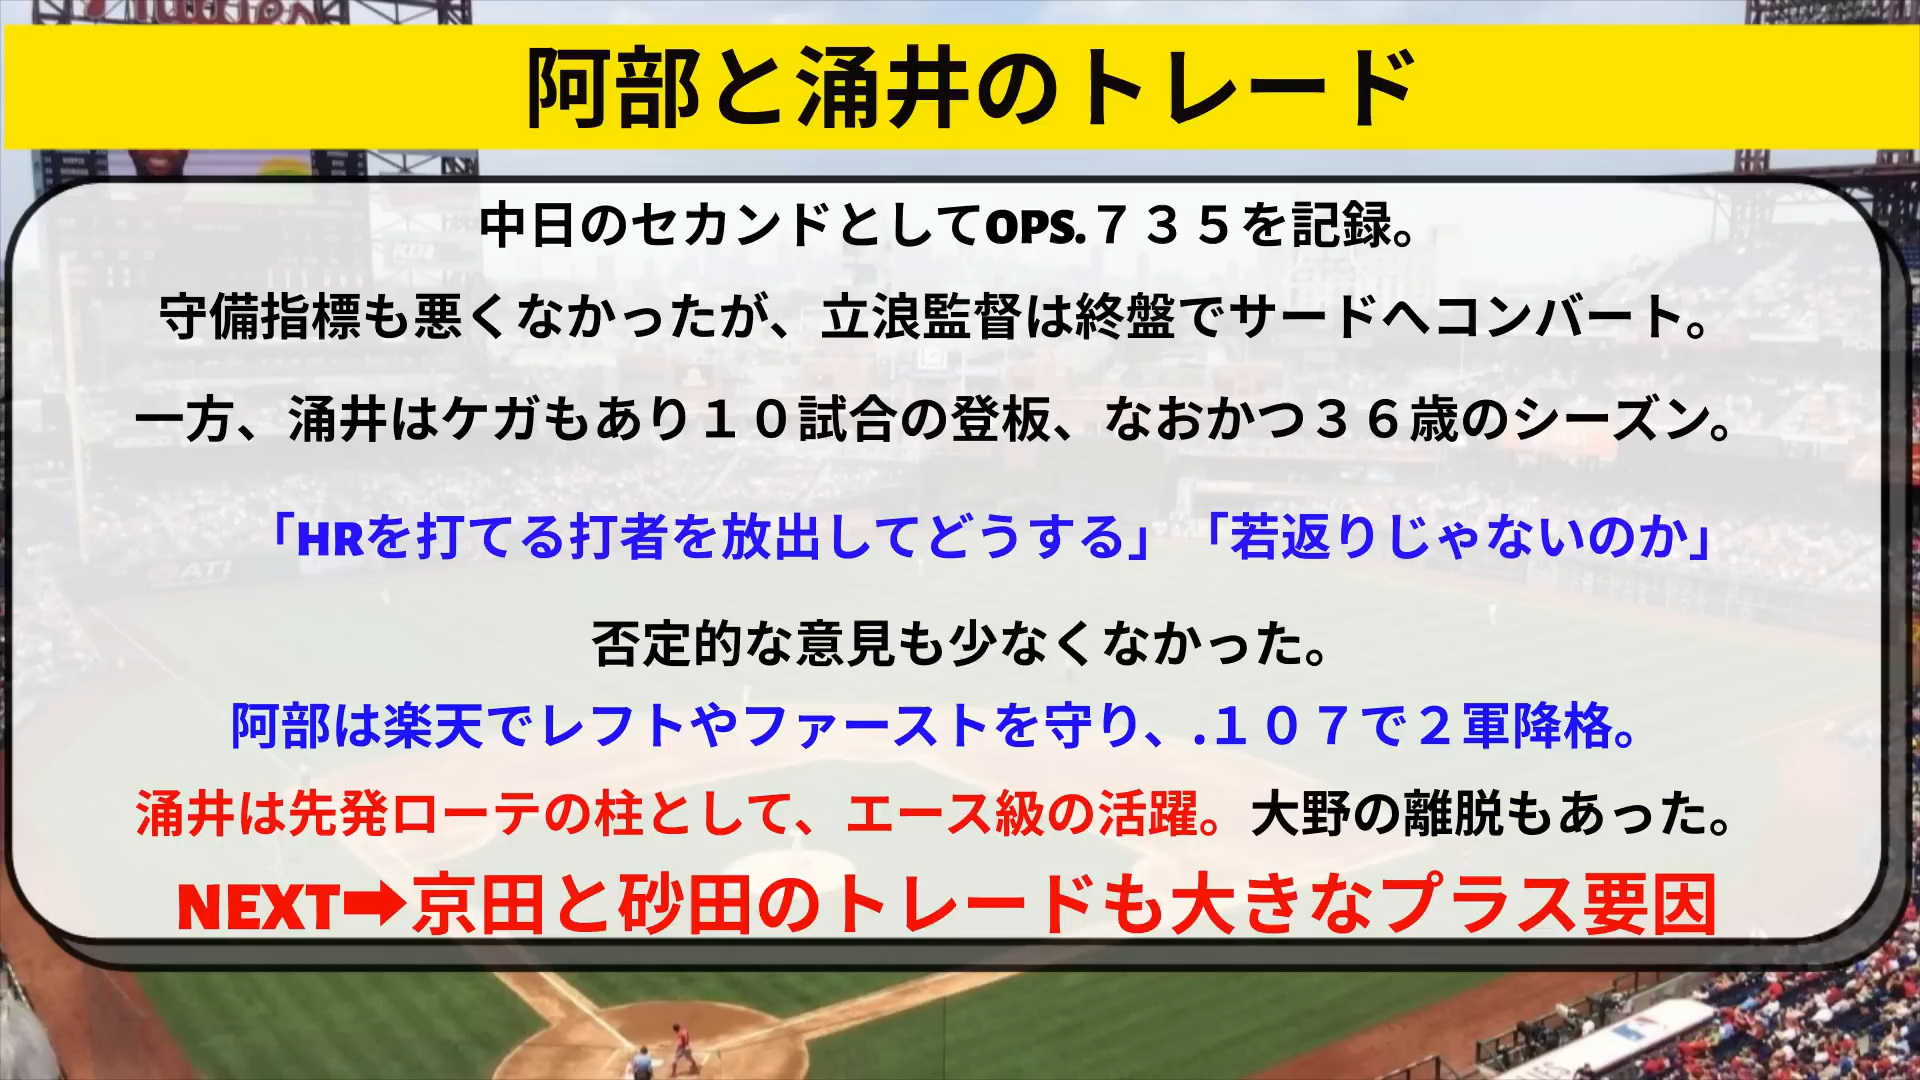 Phillies
阿部と涌井のトレード
中日のセカンドとしてOPS.７３５を記録。
守備指標も悪くなかったが、立浪監督は終盤でサードへコンバート。
一方、涌井はケガもあり１０試合の登板、なおかつ３６歳のシーズン。
「HRを打てる打者を放出してどうする」「若返りじゃないのか」
否定的な意見も少なくなかった。
阿部は楽天でレフトやファーストを守り、.１０７で２軍降格。
涌井は先発ローテの柱として、エース級の活躍。大野の離脱もあった。
NEXT➡京田と砂田のトレードも大きなプラス要因